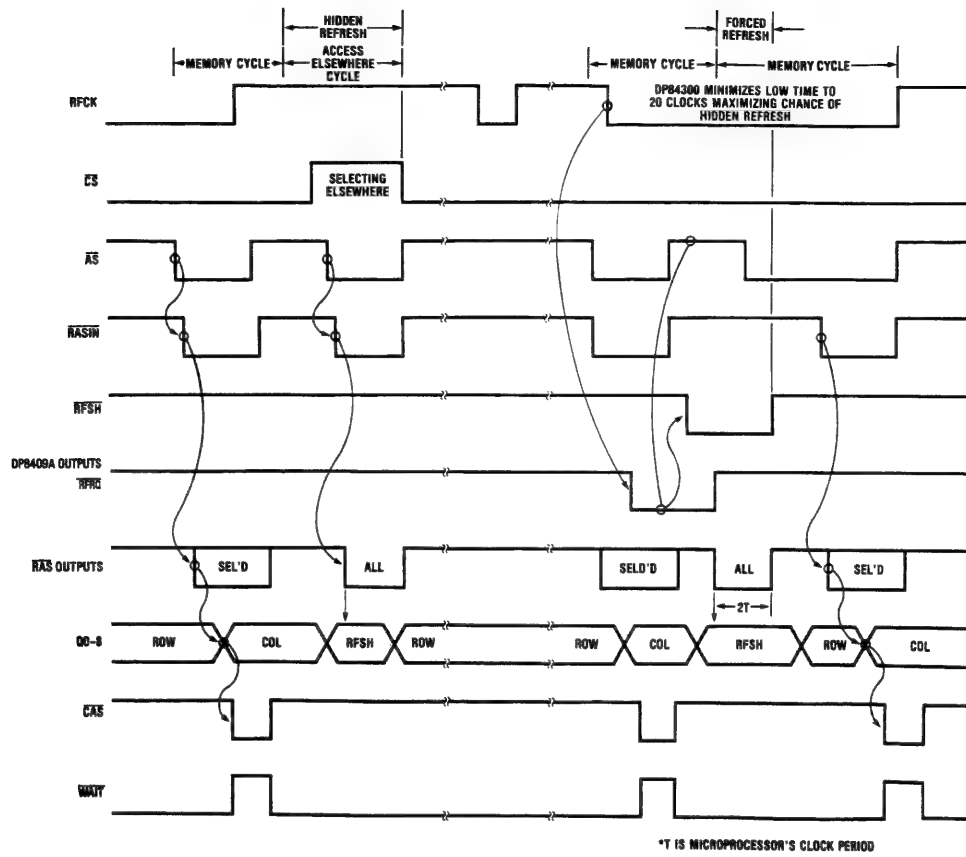 HIDDEN
REFRESH
FORCED
REFRESH
MEMORY CYCLE
ACCESS
ELSEWHERE
CYCLE
MEMORY CYCLE
MEMORY CYCLE
RFCK
DP84300 MINIMIZES LOW TIME TO
20 CLOCKS MAXIMIZING CHANCE OF
HIDDEN REFRESH
CS
SELECTING
ELSEWHERE
AS
RASIN
RFSH
DP8409A OUTPUTS
RFRQ
RAS OUTPUTS
SEL'D
ALL
SELD'D
ALL
SEL'D
2T
Q0-8
ROW
COL
RFSH
ROW
ROW
COL
RFSH
ROW
COL
CAS
WAIT
*T IS MICROPROCESSOR'S CLOCK PERIOD